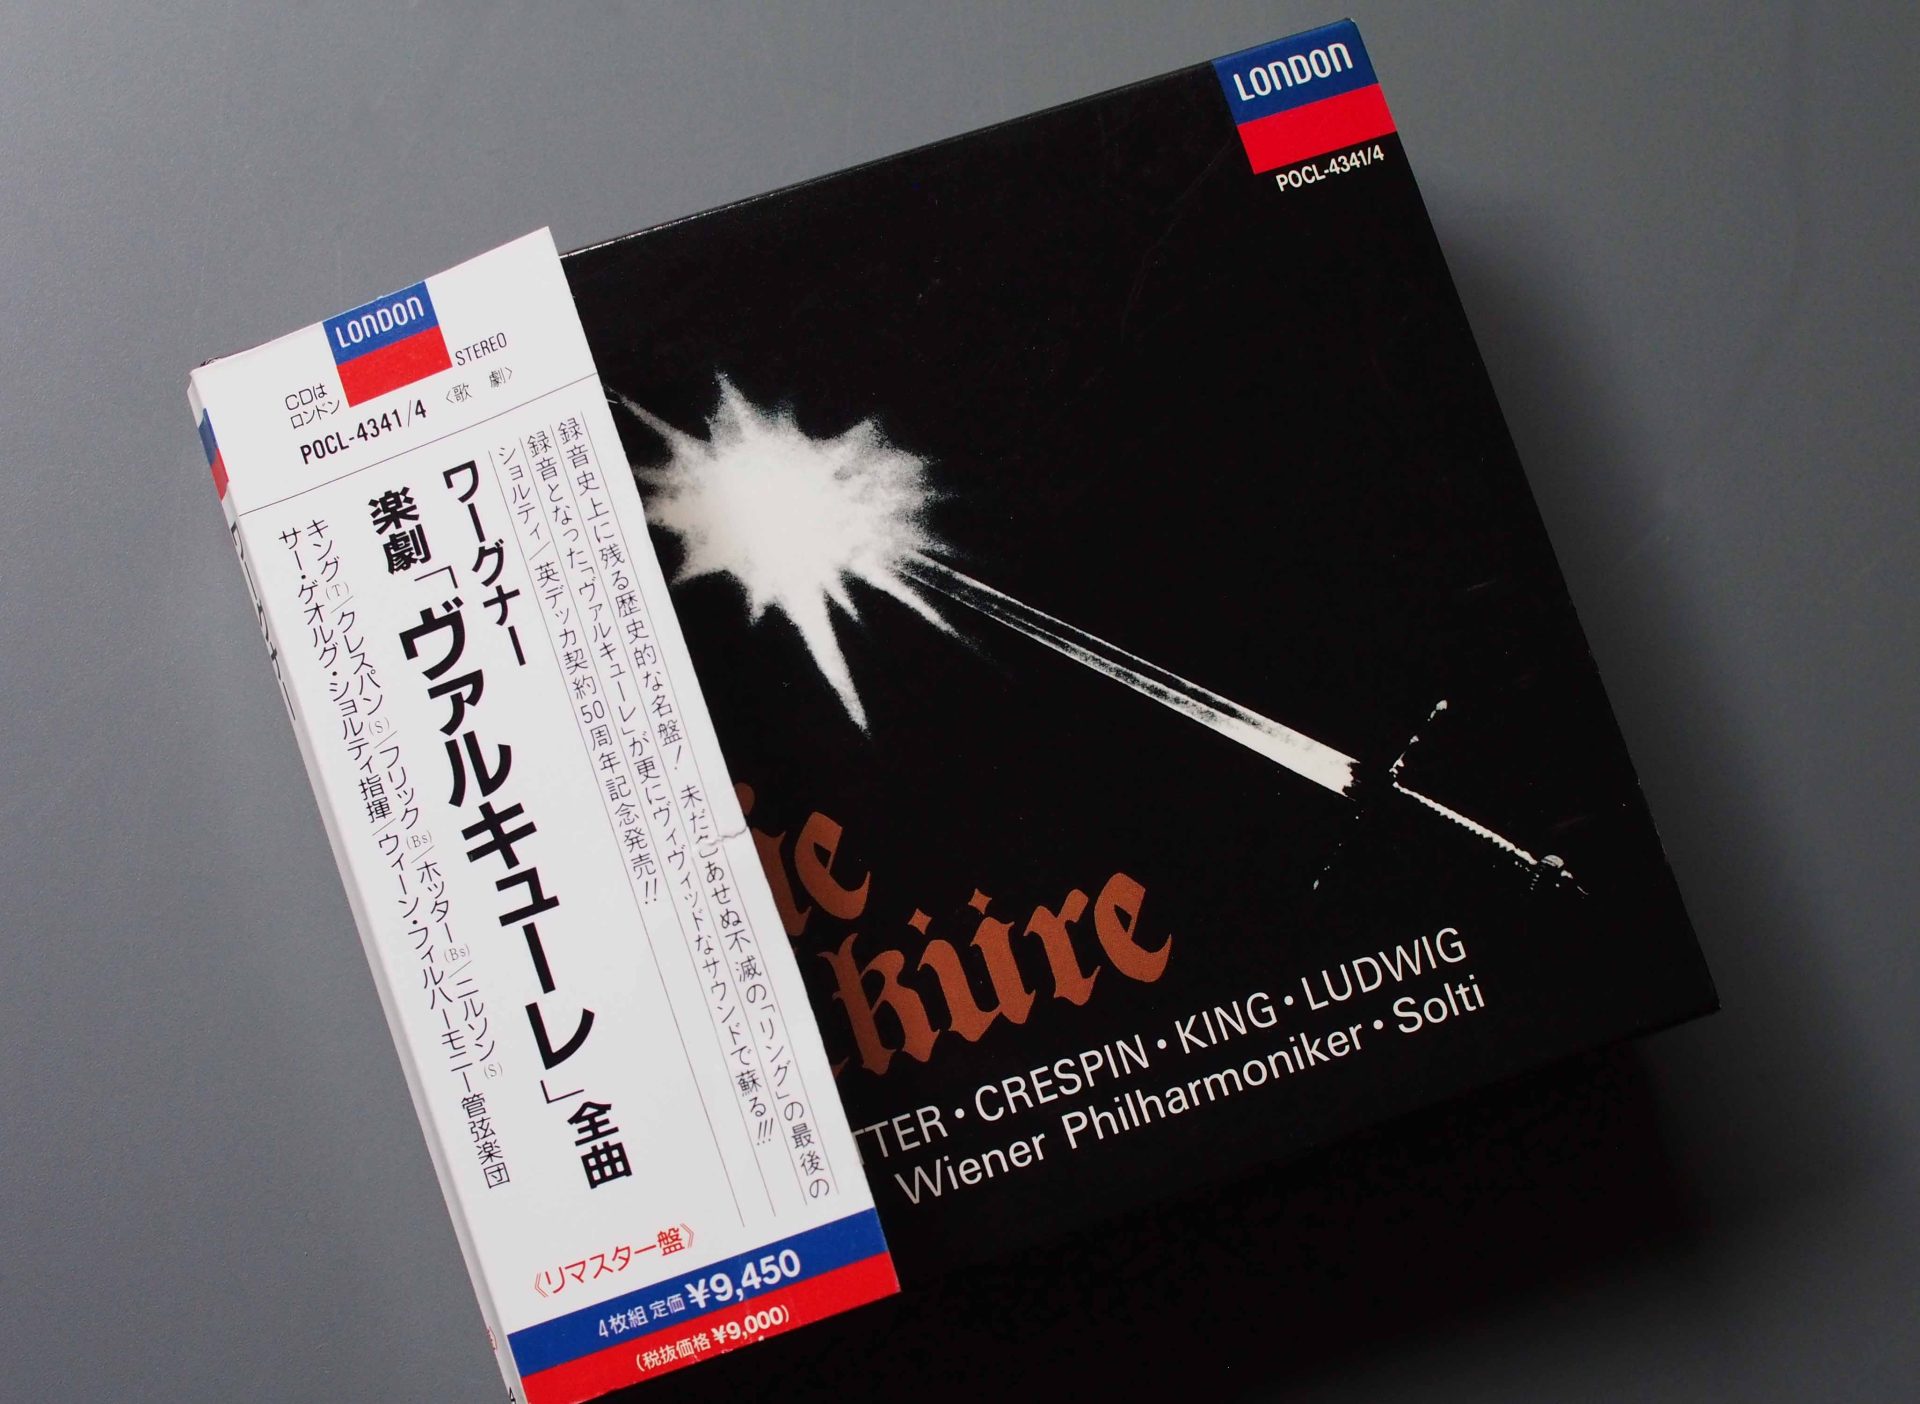 LONDON
POCL-4341/4
LONDON
STEREO
CDは
ロンドン
〈歌 劇〉
POCL-4341/4
録音史上に残る歴史的な名盤! 未だ色あせぬ不滅の「リング」の最後の
録音となった「ヴァルキューレ」が更にヴィヴィッドなサウンドで蘇る!!!
ショルティ/英デッカ契約50周年記念発売!!
ワーグナー
楽劇「ヴァルキューレ」全曲
キング(T)/クレスパン(S)/フリック(Bs)/ホッター(Bs)/ニルソン(S)
サー・ゲオルグ・ショルティ指揮/ウィーン・フィルハーモニー管弦楽団
《リマスター盤》
4枚組 定価 ¥9,450
(税抜価格 ¥9,000)
ie
küre
TTER・CRESPIN・KING・LUDWIG
Wiener Philharmoniker・Solti